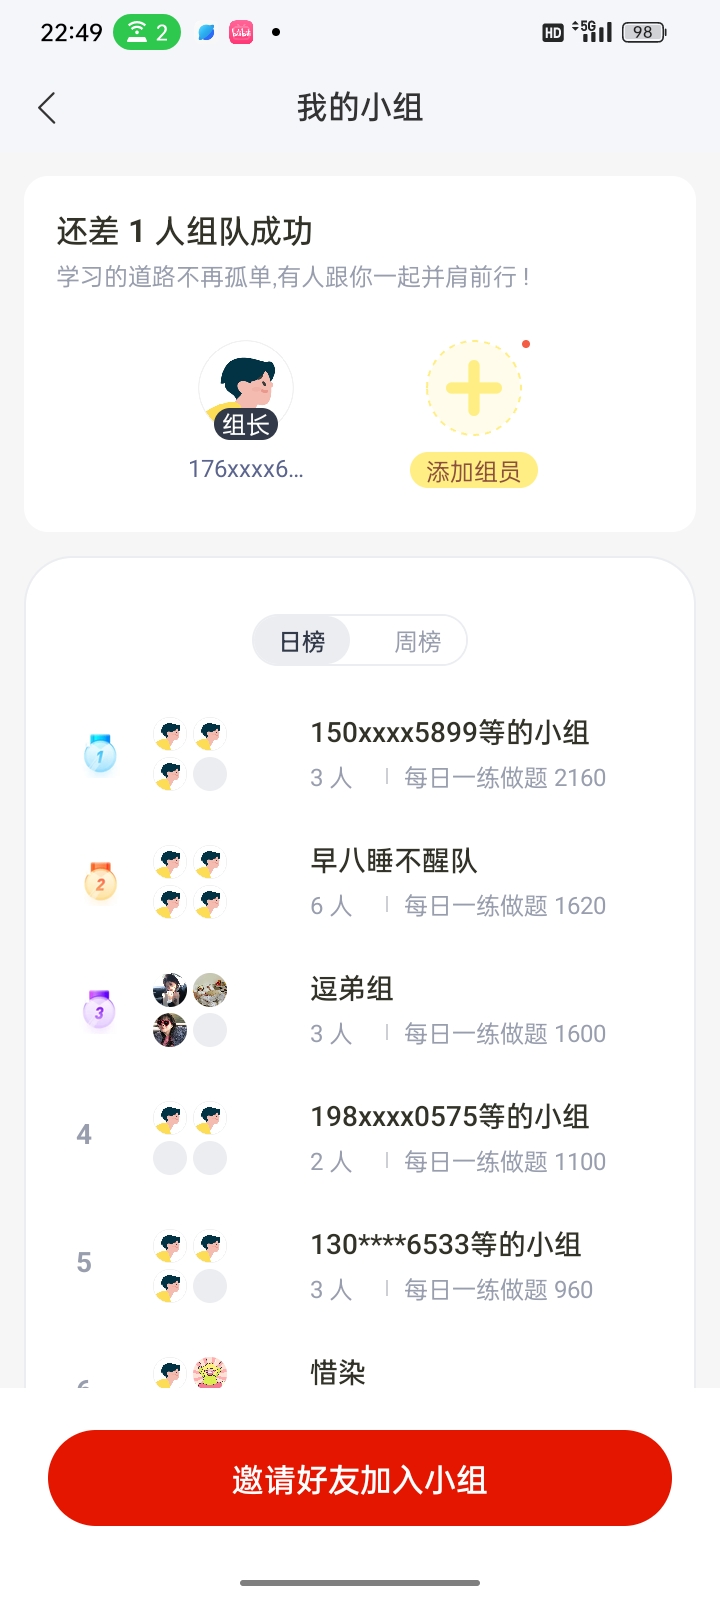 22:49
2
HD
5G
98
我的小组
还差 1 人组队成功
学习的道路不再孤单,有人跟你一起并肩前行！
组长
176xxxx6...
添加组员
日榜
周榜
1
150xxxx5899等的小组
3 人 | 每日一练做题 2160
2
早八睡不醒队
6 人 | 每日一练做题 1620
3
逗弟组
3 人 | 每日一练做题 1600
4
198xxxx0575等的小组
2 人 | 每日一练做题 1100
5
130****6533等的小组
3 人 | 每日一练做题 960
惜染
邀请好友加入小组